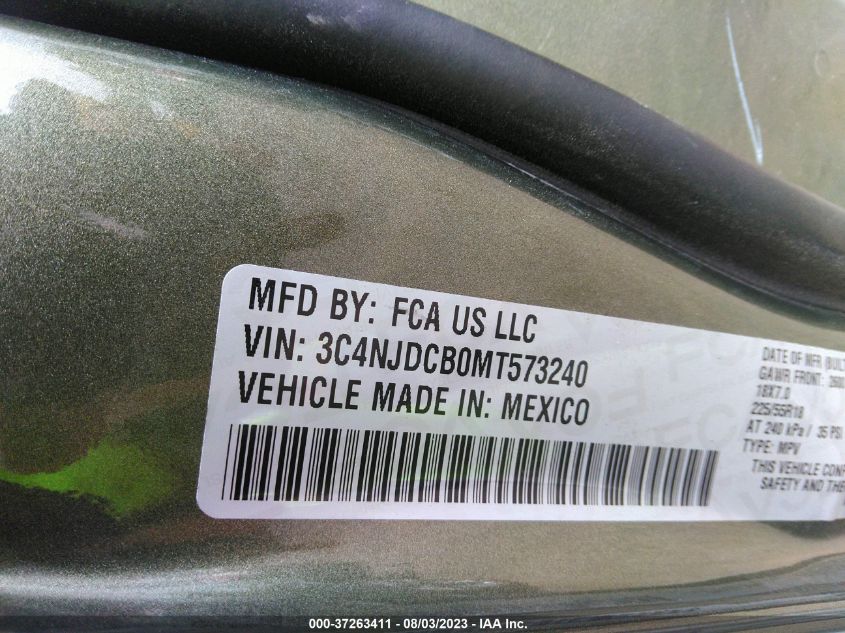 MFD BY: FCA US LLC
VIN: 3C4NJDCB0MT573240
VEHICLE MADE IN: MEXICO
DATE OF MFR (BUILT
GAWR FRONT:
18X7.0
225/55R18
AT 240 kPa / 35 PSI
TYPE: MPV
THIS VEHICLE CONF
SAFETY AND THE
000-37263411 - 08/03/2023 - IAA Inc.